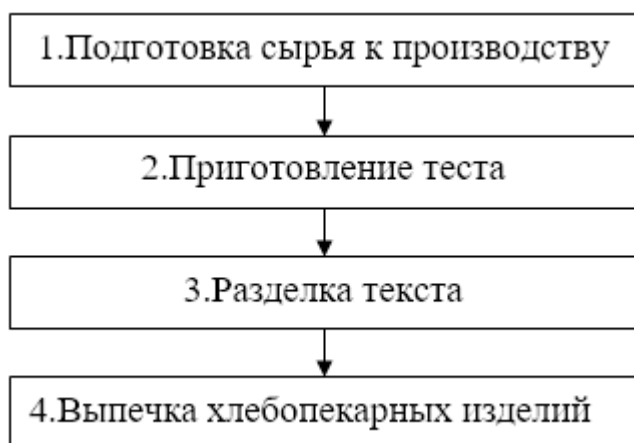 1.Подготовка сырья к производству
2.Приготовление теста
3.Разделка текста
4.Выпечка хлебопекарных изделий